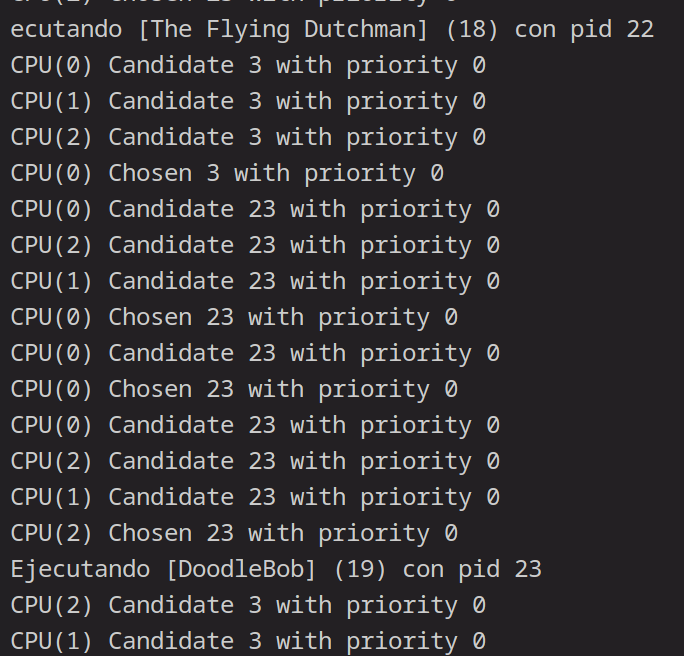 ecutando [The Flying Dutchman] (18) con pid 22
CPU(0) Candidate 3 with priority 0
CPU(1) Candidate 3 with priority 0
CPU(2) Candidate 3 with priority 0
CPU(0) Chosen 3 with priority 0
CPU(0) Candidate 23 with priority 0
CPU(2) Candidate 23 with priority 0
CPU(1) Candidate 23 with priority 0
CPU(0) Chosen 23 with priority 0
CPU(0) Candidate 23 with priority 0
CPU(0) Chosen 23 with priority 0
CPU(0) Candidate 23 with priority 0
CPU(2) Candidate 23 with priority 0
CPU(1) Candidate 23 with priority 0
CPU(2) Chosen 23 with priority 0
Ejecutando [DoodleBob] (19) con pid 23
CPU(2) Candidate 3 with priority 0
CPU(1) Candidate 3 with priority 0